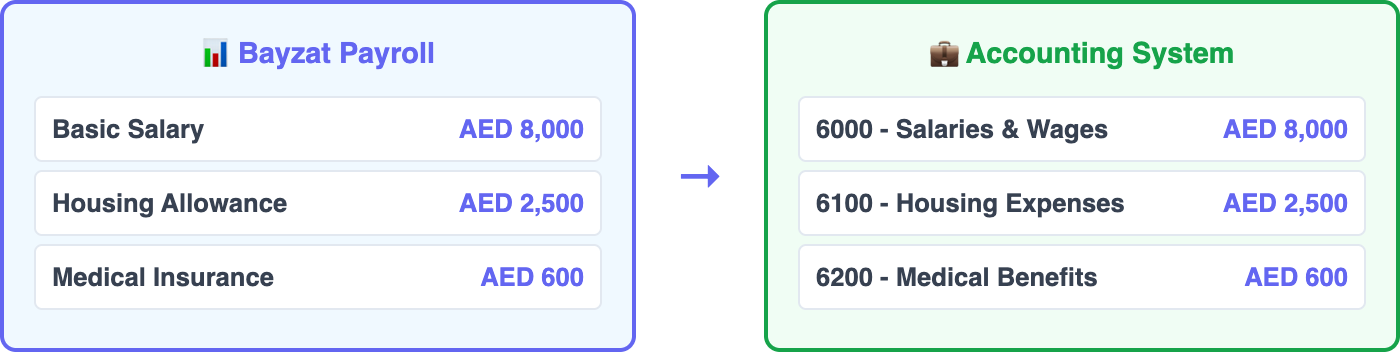 Bayzat Payroll
Basic Salary AED 8,000
Housing Allowance AED 2,500
Medical Insurance AED 600
→
Accounting System
6000 - Salaries & Wages AED 8,000
6100 - Housing Expenses AED 2,500
6200 - Medical Benefits AED 600